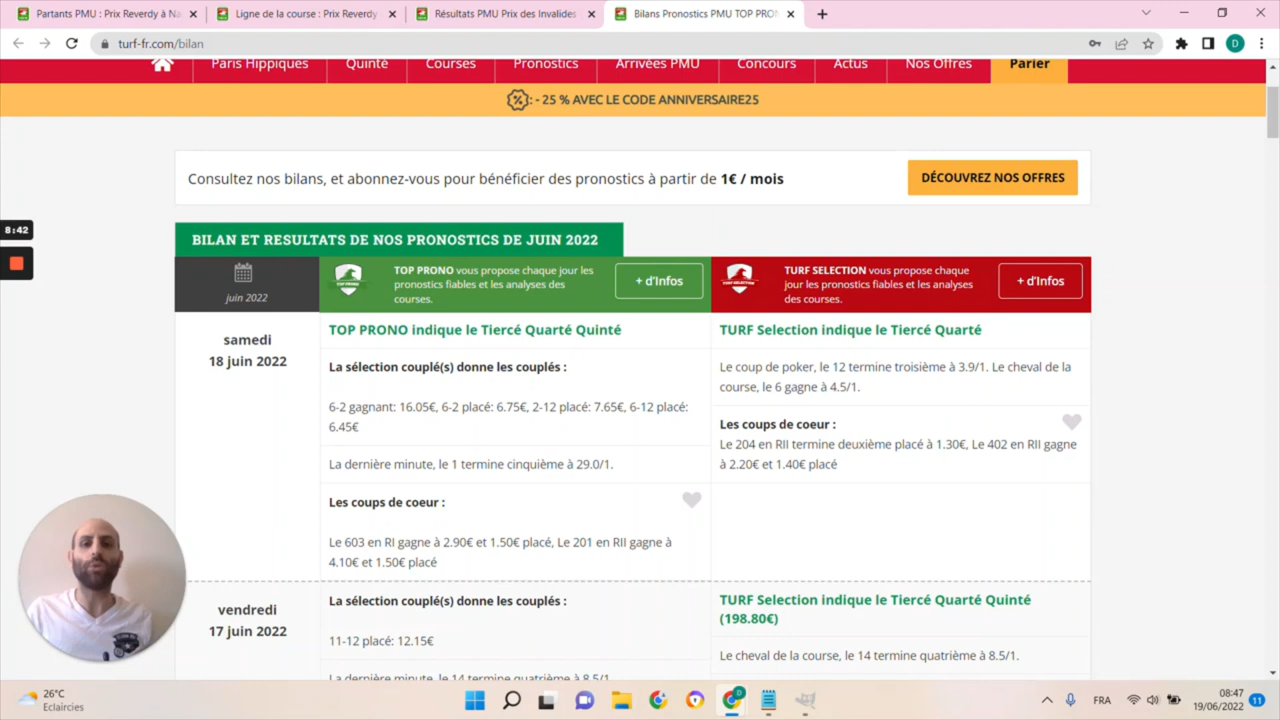 Partants PMU : Prix Reverdy à Na
Ligne de la course : Prix Reverdy
Résultats PMU Prix des Invalides
Bilans Pronostics PMU TOP PRON
turf-fr.com/bilan
D
Paris Hippiques
Quinté
Courses
Pronostics
Arrivées PMU
Concours
Actus
Nos Offres
Parier
: - 25 % AVEC LE CODE ANNIVERSAIRE25
Consultez nos bilans, et abonnez-vous pour bénéficier des pronostics à partir de 1€ / mois
DÉCOUVREZ NOS OFFRES
8:42
BILAN ET RESULTATS DE NOS PRONOSTICS DE JUIN 2022
juin 2022
TOP PRONO vous propose chaque jour les
pronostics fiables et les analyses des
courses.
+ d'Infos
TURF SELECTION vous propose chaque
jour les pronostics fiables et les analyses
des courses.
+ d'Infos
samedi
18 juin 2022
TOP PRONO indique le Tiercé Quarté Quinté
La sélection couplé(s) donne les couplés :
6-2 gagnant: 16.05€, 6-2 placé: 6.75€, 2-12 placé: 7.65€, 6-12 placé:
6.45€
La dernière minute, le 1 termine cinquième à 29.0/1.
Les coups de coeur :
Le 603 en RI gagne à 2.90€ et 1.50€ placé, Le 201 en RII gagne à
4.10€ et 1.50€ placé
TURF Selection indique le Tiercé Quarté
Le coup de poker, le 12 termine troisième à 3.9/1. Le cheval de la
course, le 6 gagne à 4.5/1.
Les coups de coeur :
Le 204 en RII termine deuxième placé à 1.30€, Le 402 en RII gagne
à 2.20€ et 1.40€ placé
vendredi
17 juin 2022
La sélection couplé(s) donne les couplés :
11-12 placé: 12.15€
La dernière minute, le 14 termine quatrième à 8.5/1.
TURF Selection indique le Tiercé Quarté Quinté
(198.80€)
Le cheval de la course, le 14 termine quatrième à 8.5/1.
26°C
Eclaircies
D
FRA
08:47
19/06/2022
11